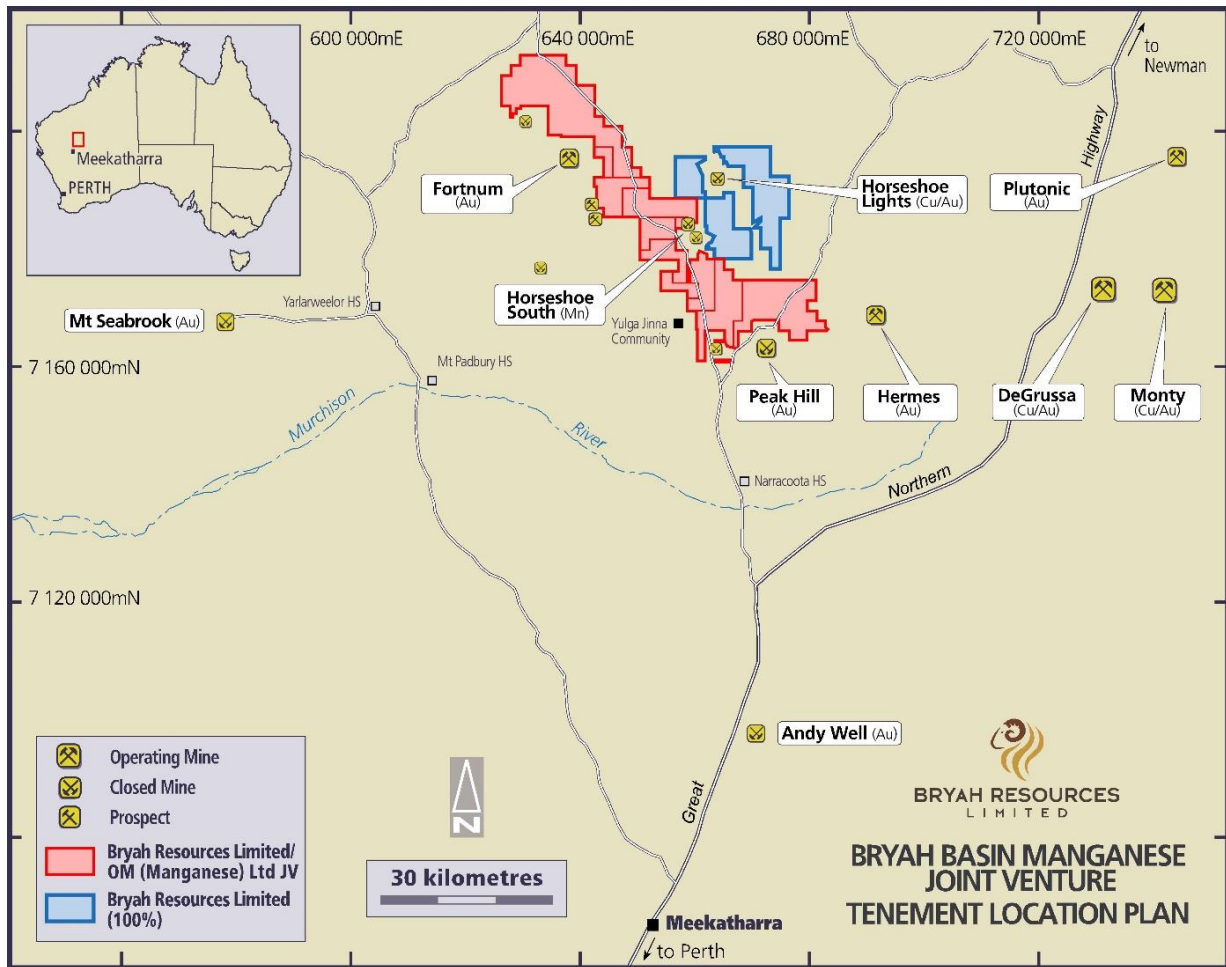 600 000mE
640 000mE
680 000mE
720 000mE
to
Newman
Meekatharra
PERTH
Highway
Fortnum
(Au)
Horseshoe
Lights (Cu/Au)
Plutonic
(Au)
Horseshoe
South (Mn)
Yarlarweelor HS
Mt Seabrook (Au)
Yulga Jinna
Community
Mt Padbury HS
7 160 000mN
Peak Hill
(Au)
Hermes
(Au)
DeGrussa
(Cu/Au)
Monty
(Cu/Au)
Murchison
River
Narracoota HS
Northern
7 120 000mN
Andy Well (Au)
Great
Operating Mine
Closed Mine
Prospect
Bryah Resources Limited/
OM (Manganese) Ltd JV
Bryah Resources Limited
(100%)
N
30 kilometres
Meekatharra
to Perth
BRYAH RESOURCES
LIMITED
BRYAH BASIN MANGANESE
JOINT VENTURE
TENEMENT LOCATION PLAN